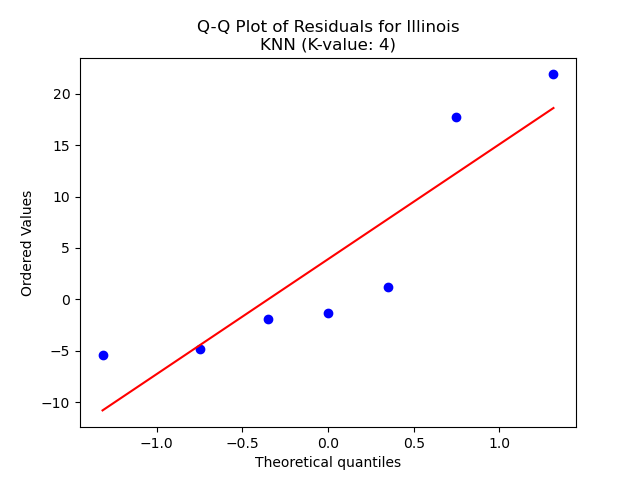 Q-Q Plot of Residuals for Illinois
KNN (K-value: 4)
Ordered Values
20
15
10
5
0
−5
−10
−1.0 −0.5 0.0 0.5 1.0
Theoretical quantiles